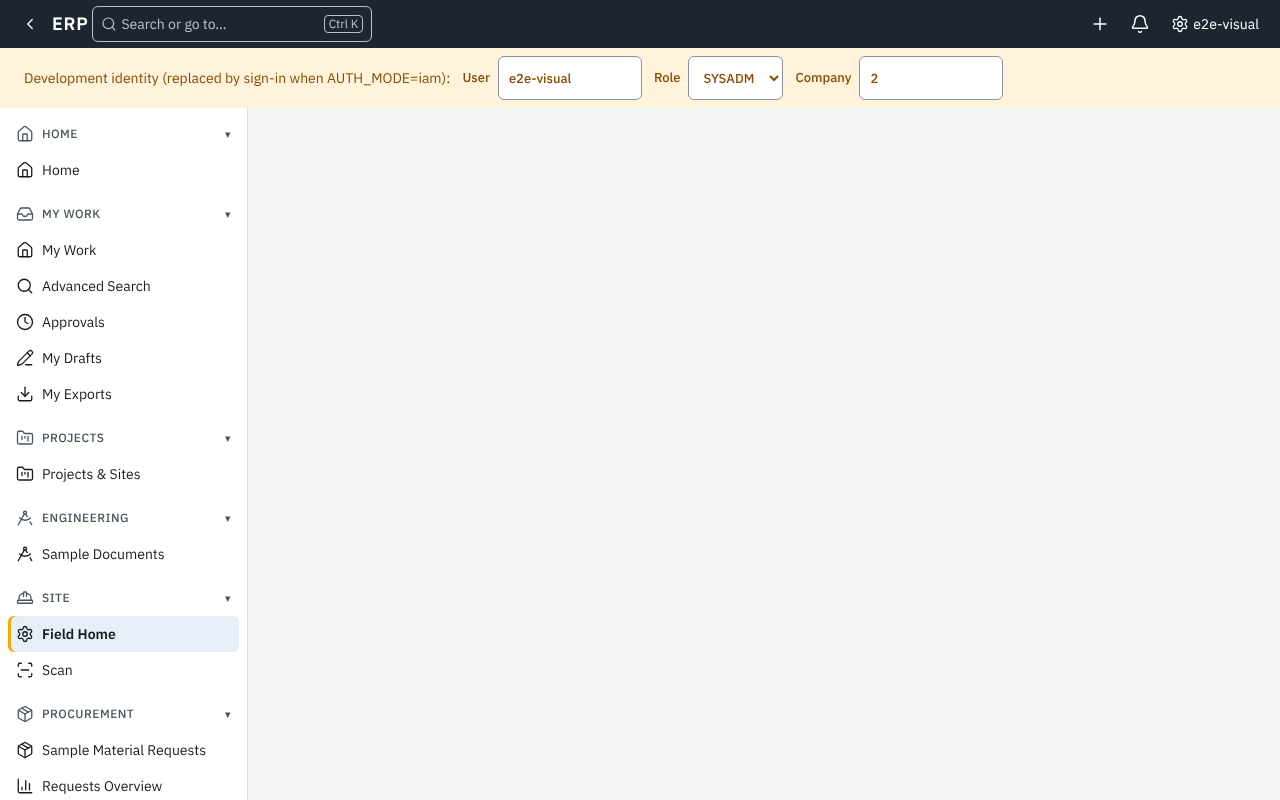 ERP Search or go to... Ctrl K e2e-visual
Development identity (replaced by sign-in when AUTH_MODE=iam): User e2e-visual Role SYSADM Company 2
HOME
Home
MY WORK
My Work
Advanced Search
Approvals
My Drafts
My Exports
PROJECTS
Projects & Sites
ENGINEERING
Sample Documents
SITE
Field Home
Scan
PROCUREMENT
Sample Material Requests
Requests Overview